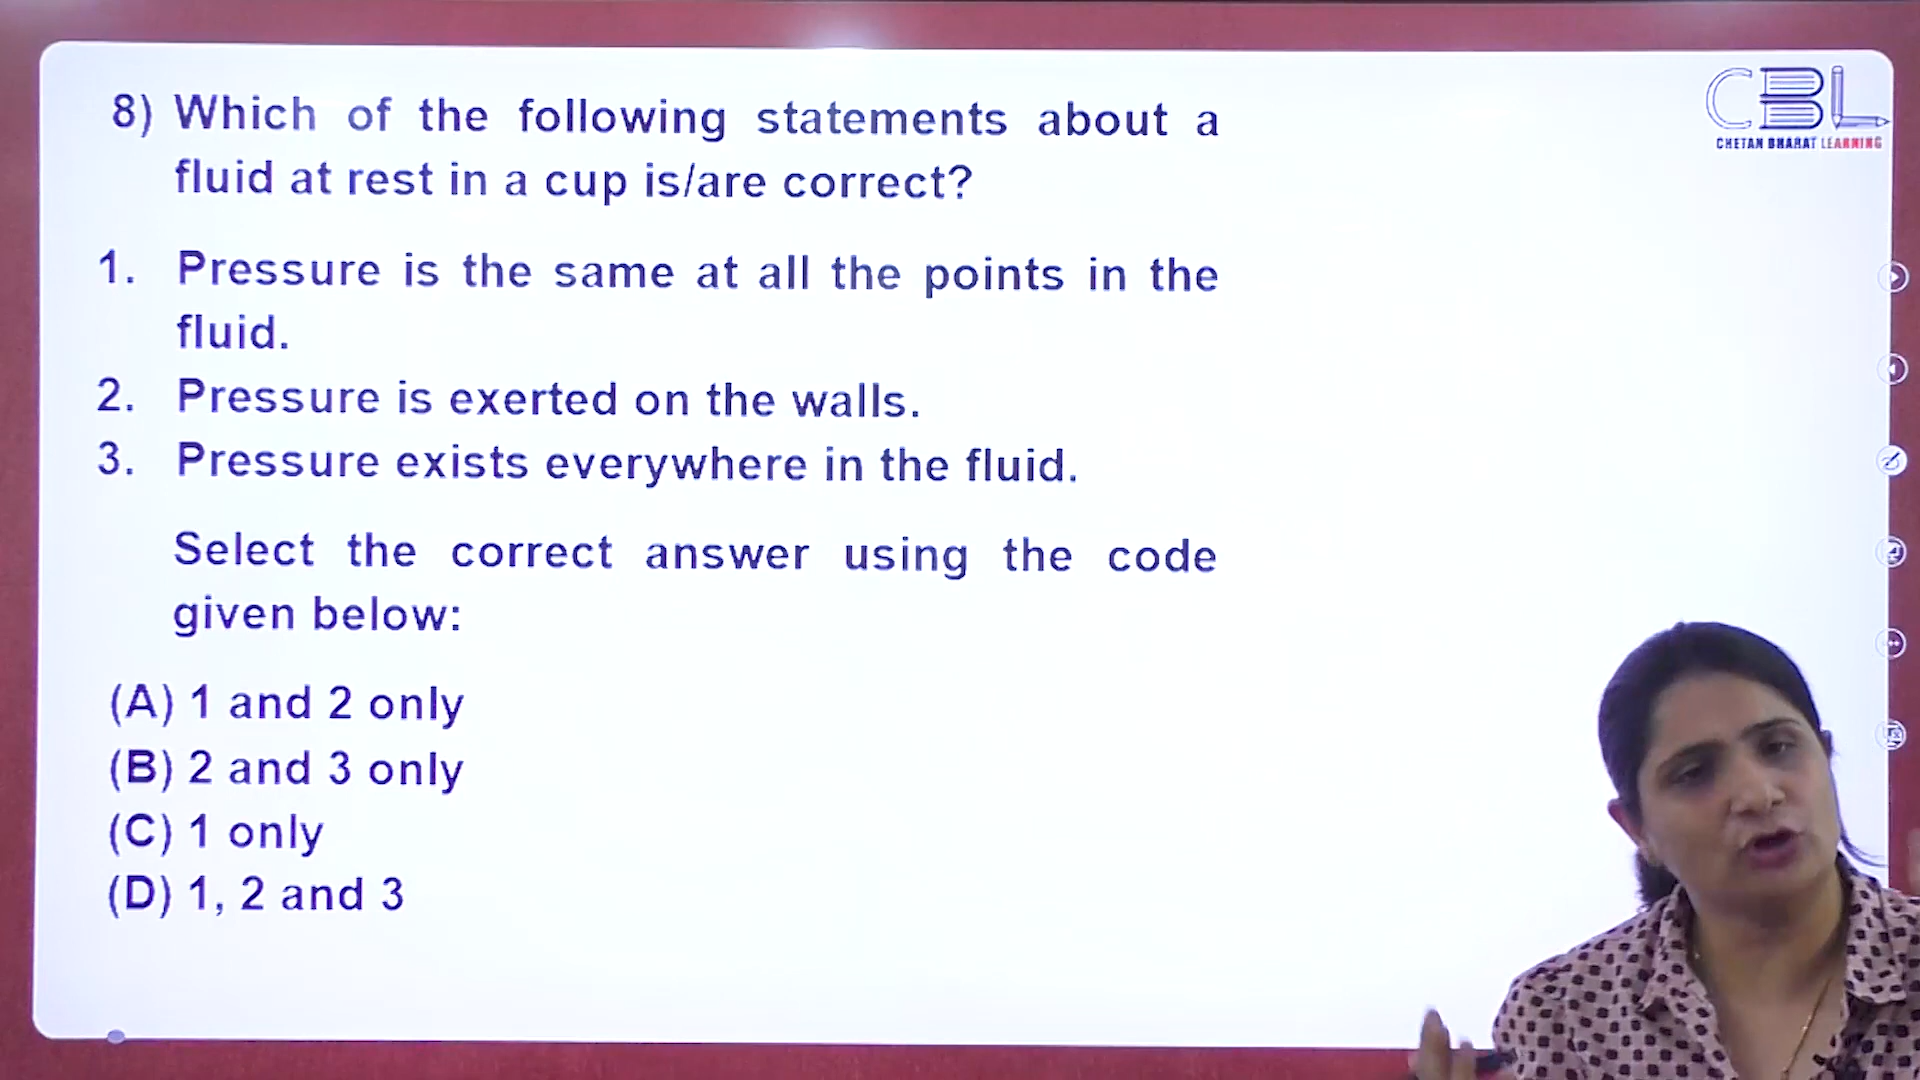 8) Which of the following statements about a
fluid at rest in a cup is/are correct?
1. Pressure is the same at all the points in the
fluid.
2. Pressure is exerted on the walls.
3. Pressure exists everywhere in the fluid.
Select the correct answer using the code
given below:
(A) 1 and 2 only
(B) 2 and 3 only
(C) 1 only
(D) 1, 2 and 3
CBL
CHETAN BHARAT LEARNING